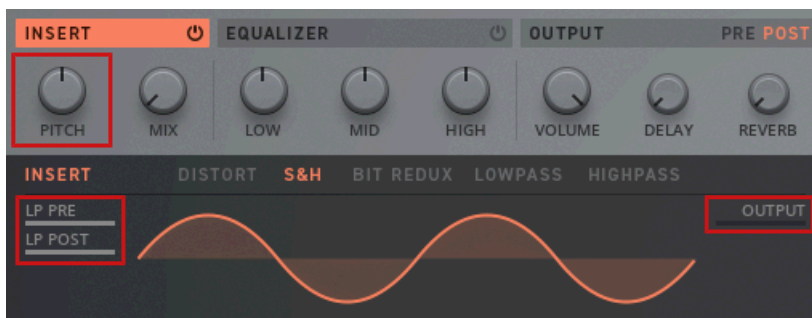 INSERT EQUALIZER OUTPUT PRE POST
PITCH MIX LOW MID HIGH VOLUME DELAY REVERB
INSERT DISTORT S&H BIT REDUX LOWPASS HIGHPASS
LP PRE OUTPUT
LP POST